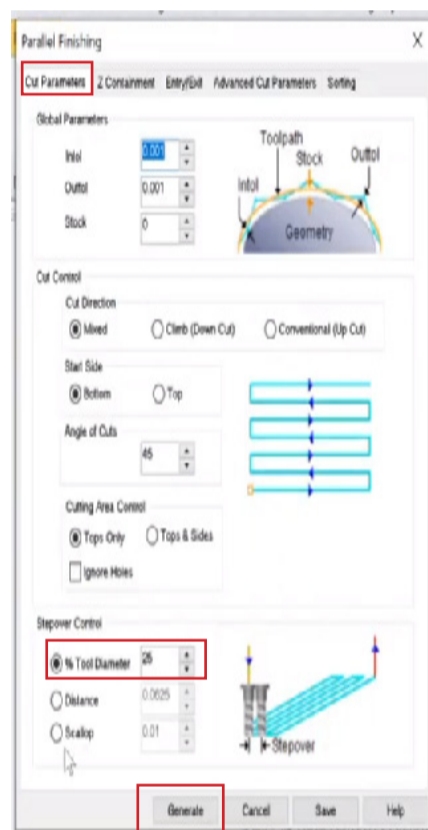 Parallel Finishing X
Cut Parameters Z Containment Entry/Exit Advanced Cut Parameters Sorting
Global Parameters
Intol 0.001
Outtol 0.001
Stock 0
Toolpath
Stock
Outtol
Intol
Geometry
Cut Control
Cut Direction
Mixed Climb (Down Cut) Conventional (Up Cut)
Start Side
Bottom Top
Angle of Cuts
45
Cutting Area Control
Tops Only Tops & Sides
Ignore Holes
Stepover Control
% Tool Diameter 25
Distance 0.0625
Scallop 0.01
Stepover
Generate Cancel Save Help